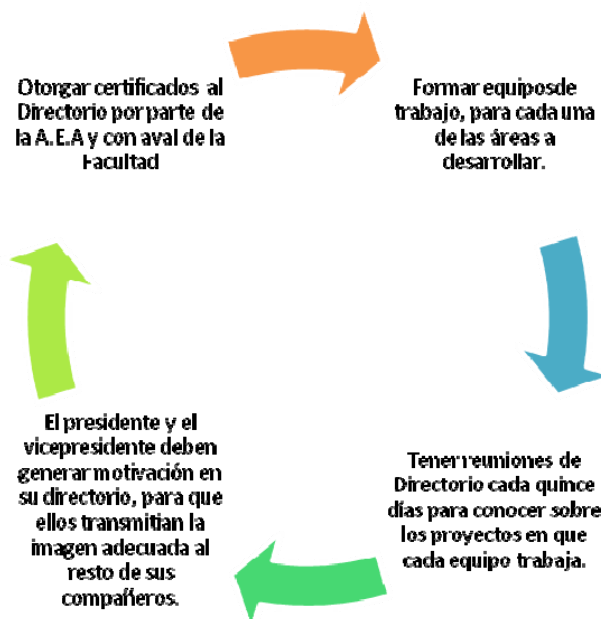 Otorgar certificados al
Directorio por parte de
la A.E.A y con aval de la
Facultad
Formar equiposde
trabajo, para cada una
de las áreas a
desarrollar.
Tener reuniones de
Directorio cada quince
días para conocer sobre
los proyectos en que
cada equipo trabaja.
El presidente y el
vicepresidente deben
generar motivación en
su directorio, para que
ellos transmitian la
imagen adecuada al
resto de sus
compañeros.